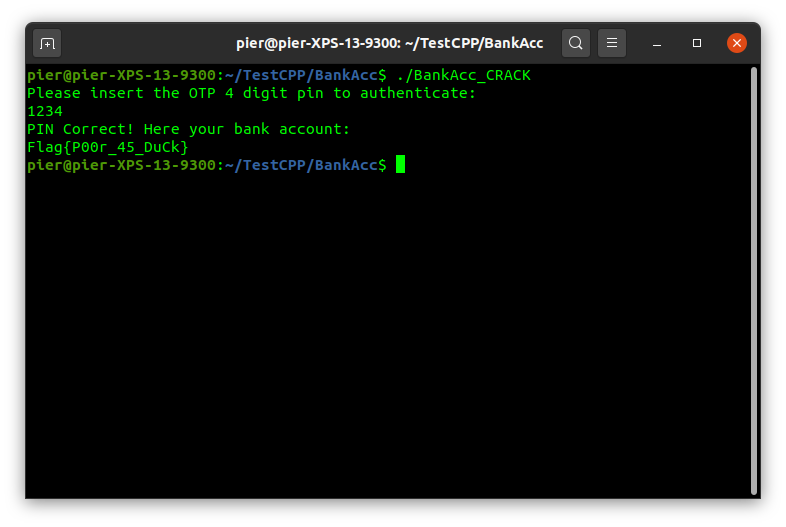 pier@pier-XPS-13-9300: ~/TestCPP/BankAcc
pier@pier-XPS-13-9300:~/TestCPP/BankAcc$ ./BankAcc_CRACK
Please insert the OTP 4 digit pin to authenticate:
1234
PIN Correct! Here your bank account:
Flag{P00r_45_DuCk}
pier@pier-XPS-13-9300:~/TestCPP/BankAcc$